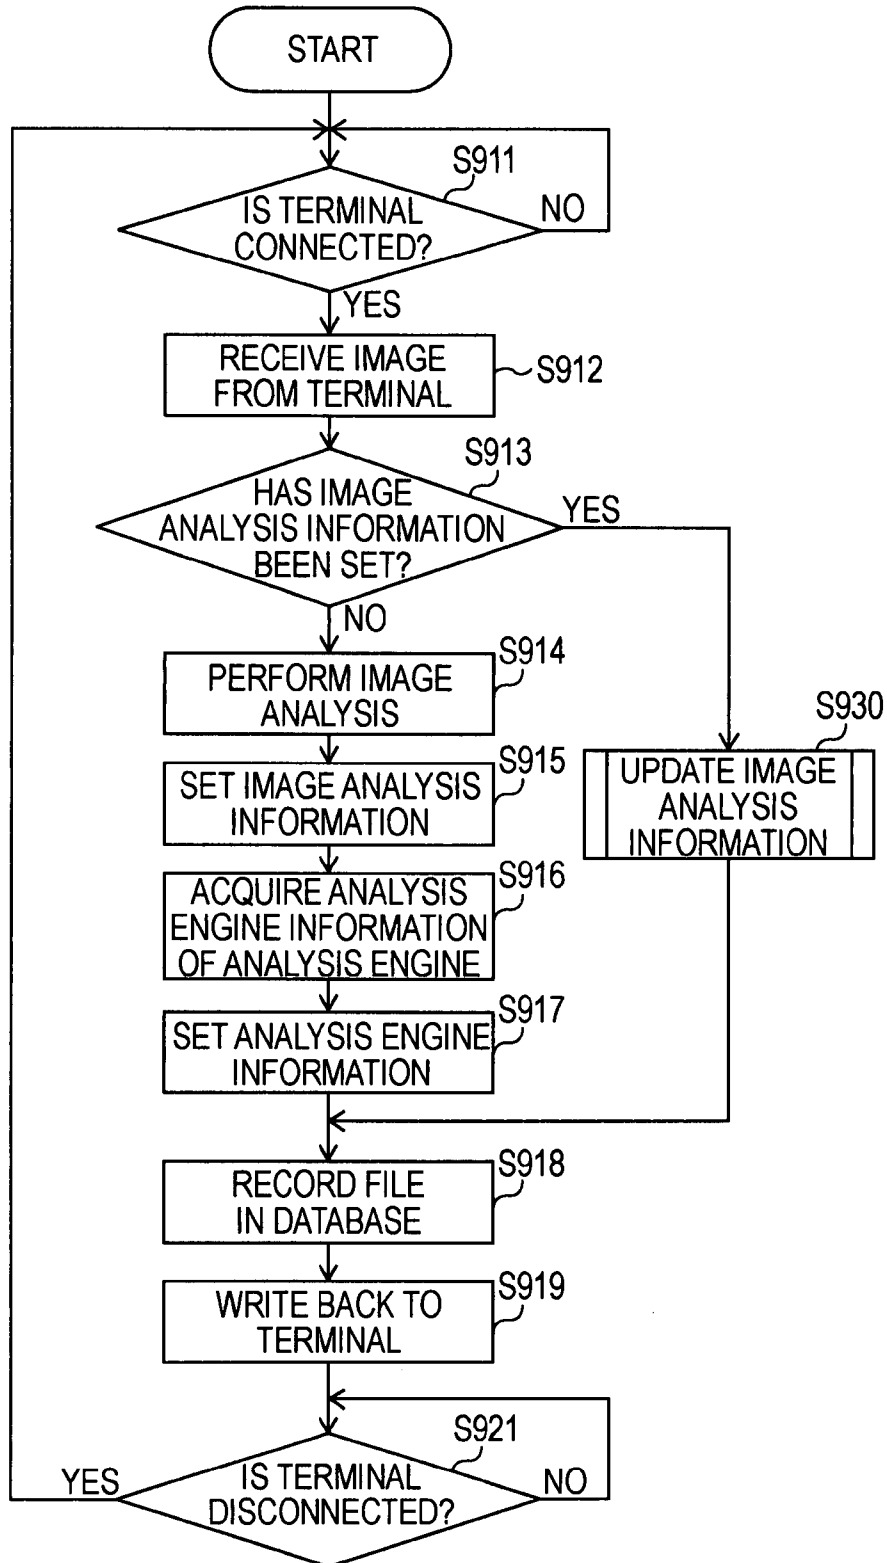 START
S911
IS TERMINAL
CONNECTED?
NO
YES
RECEIVE IMAGE
FROM TERMINAL
S912
S913
HAS IMAGE
ANALYSIS INFORMATION
BEEN SET?
YES
NO
S914
PERFORM IMAGE
ANALYSIS
S930
UPDATE IMAGE
ANALYSIS
INFORMATION
S915
SET IMAGE ANALYSIS
INFORMATION
S916
ACQUIRE ANALYSIS
ENGINE INFORMATION
OF ANALYSIS ENGINE
S917
SET ANALYSIS ENGINE
INFORMATION
S918
RECORD FILE
IN DATABASE
S919
WRITE BACK TO
TERMINAL
S921
YES
IS TERMINAL
DISCONNECTED?
NO